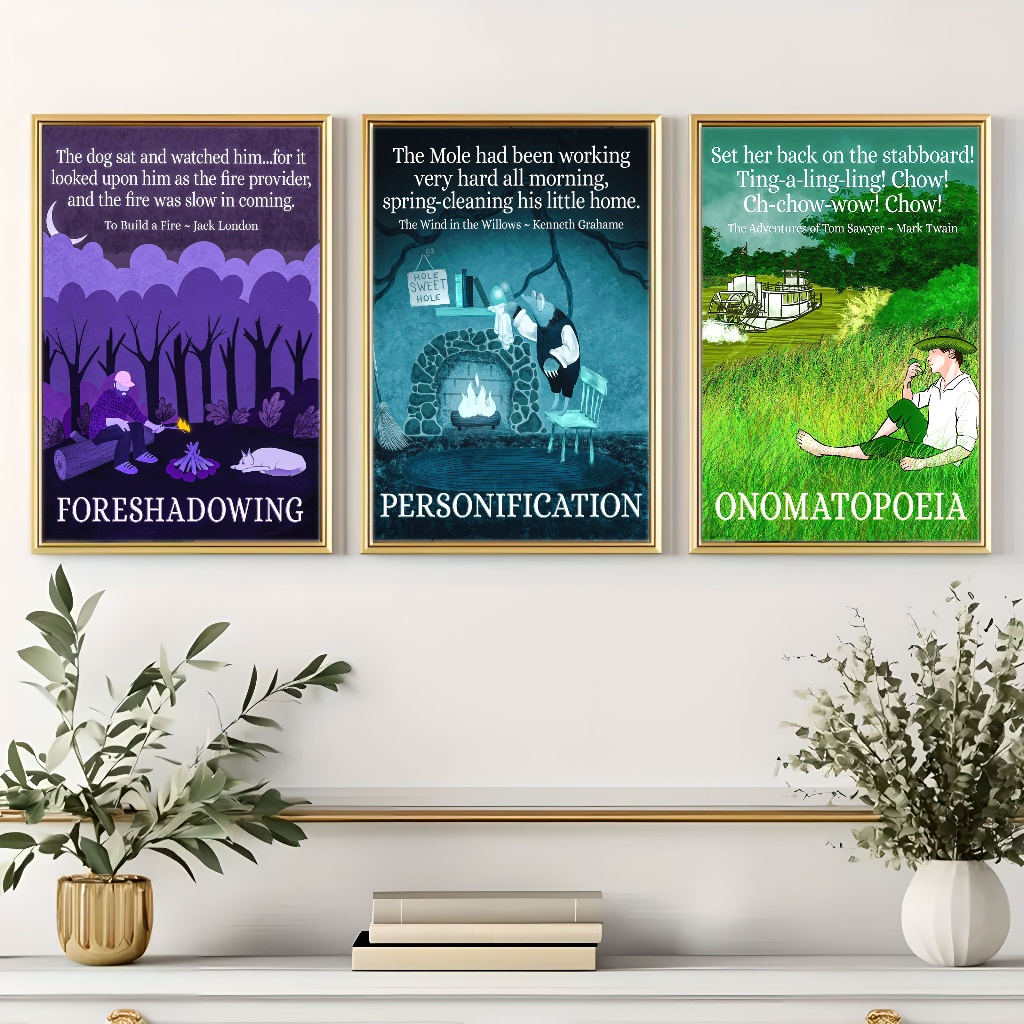 The dog sat and watched him...for it
looked upon him as the fire provider,
and the fire was slow in coming.
To Build a Fire ~ Jack London
FORESHADOWING
The Mole had been working
very hard all morning,
spring-cleaning his little home.
The Wind in the Willows ~ Kenneth Grahame
HOLE
SWEET
HOLE
PERSONIFICATION
Set her back on the stabboard!
Ting-a-ling-ling! Chow!
Ch-chow-wow! Chow!
The Adventures of Tom Sawyer ~ Mark Twain
ONOMATOPOEIA